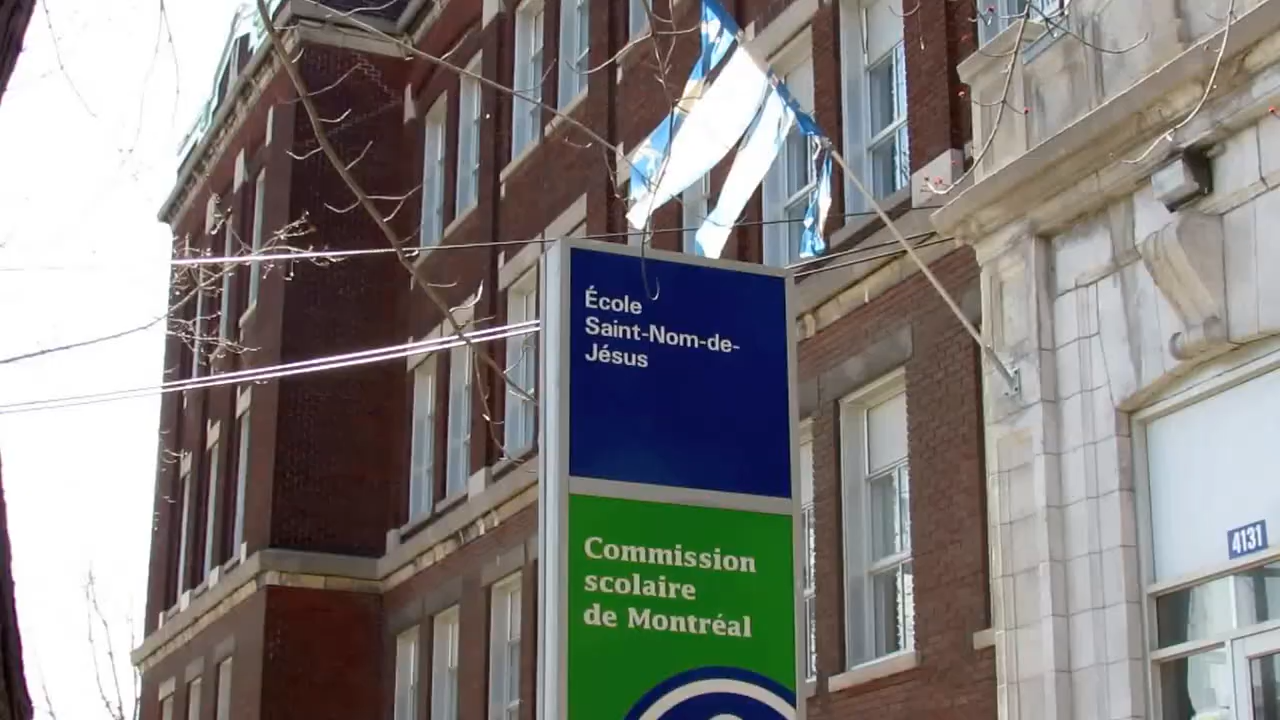 École
Saint-Nom-de-
Jésus
Commission
scolaire
de Montréal
4131